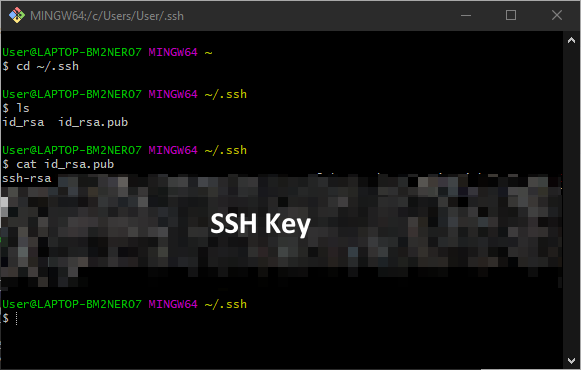 MINGW64:/c/Users/User/.ssh
User@LAPTOP-BM2NERO7 MINGW64 ~
$ cd ~/.ssh
User@LAPTOP-BM2NERO7 MINGW64 ~/.ssh
$ ls
id_rsa  id_rsa.pub
User@LAPTOP-BM2NERO7 MINGW64 ~/.ssh
$ cat id_rsa.pub
ssh-rsa
SSH Key
User@LAPTOP-BM2NERO7 MINGW64 ~/.ssh
$